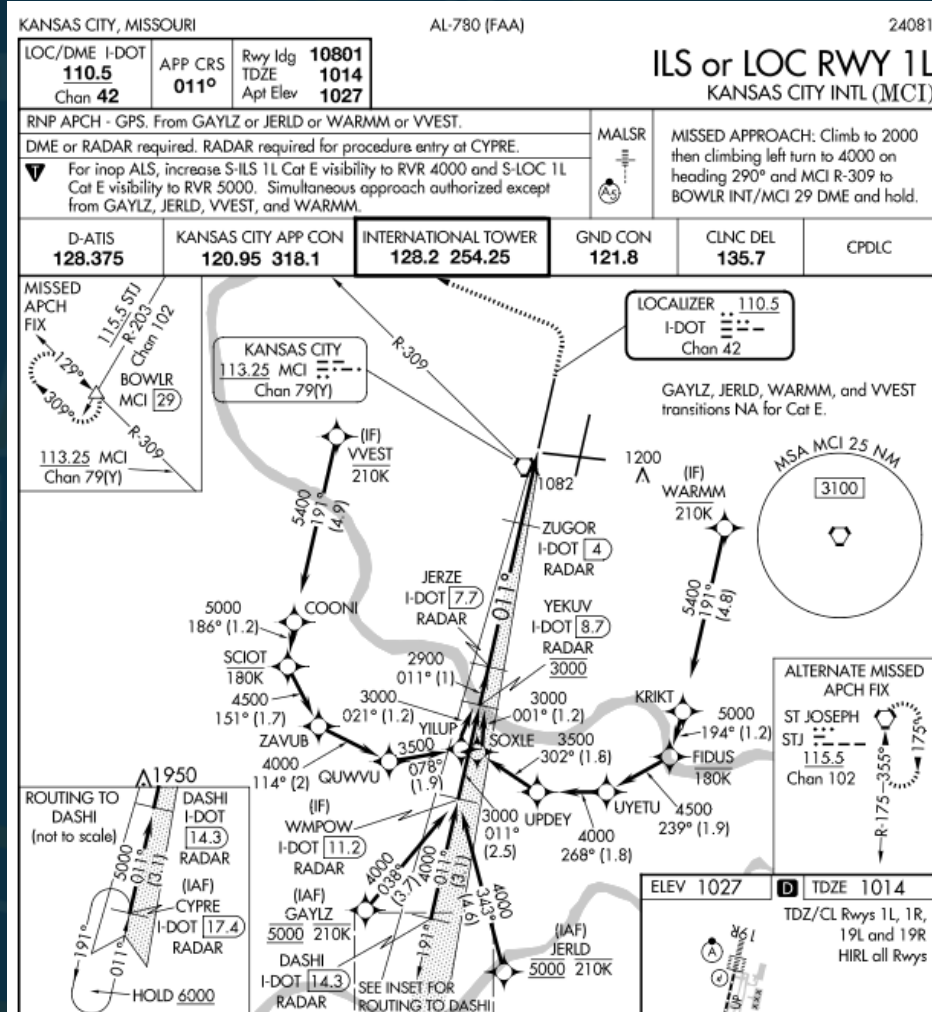 KANSAS CITY, MISSOURI
AL-780 (FAA)
24081
LOC/DME I-DOT
110.5
Chan 42
APP CRS
011°
Rwy ldg 10801
TDZE 1014
Apt Elev 1027
ILS or LOC RWY 1L
KANSAS CITY INTL (MCI)
RNP APCH - GPS. From GAYLZ or JERLD or WARMM or VVEST.
DME or RADAR required. RADAR required for procedure entry at CYPRE.
T
For inop ALS, increase S-ILS 1L Cat E visibility to RVR 4000 and S-LOC 1L
Cat E visibility to RVR 5000. Simultaneous approach authorized except
from GAYLZ, JERLD, VVEST, and WARMM.
MALSR
A5
MISSED APPROACH: Climb to 2000
then climbing left turn to 4000 on
heading 290° and MCI R-309 to
BOWLR INT/MCI 29 DME and hold.
D-ATIS
128.375
KANSAS CITY APP CON
120.95 318.1
INTERNATIONAL TOWER
128.2 254.25
GND CON
121.8
CLNC DEL
135.7
CPDLC
MISSED
APCH
FIX
115.5 STJ
R-203
Chan 102
129°
309°
BOWLR
MCI 29
R-309
113.25 MCI
Chan 79(Y)
KANSAS CITY
113.25 MCI
Chan 79(Y)
R-309
LOCALIZER 110.5
I-DOT
Chan 42
GAYLZ, JERLD, WARMM, and VVEST
transitions NA for Cat E.
(IF)
VVEST
210K
5400
191°
(4.9)
1082
1200
(IF)
WARMM
210K
5400
191°
(4.8)
MSA MCI 25 NM
3100
ZUGOR
I-DOT 4
RADAR
011°
JERZE
I-DOT 7.7
RADAR
YEKUV
I-DOT 8.7
RADAR
3000
COONI
5000
186° (1.2)
SCIOT
180K
4500
151° (1.7)
ZAVUB
4000
114° (2)
QUWVU
3500
078°
(1.9)
2900
011° (1)
3000
021° (1.2)
YILUP
3000
001° (1.2)
SOXLE
3500
302° (1.8)
KRIKT
5000
194° (1.2)
FIDUS
180K
4500
239° (1.9)
UYETU
4000
268° (1.8)
UPDEY
3000
011°
(2.5)
ALTERNATE MISSED
APCH FIX
ST JOSEPH
STJ
115.5
Chan 102
R-175
355°
175°
1950
ROUTING TO
DASHI
(not to scale)
DASHI
I-DOT
14.3
RADAR
5000
011°
(3.1)
(IAF)
CYPRE
I-DOT 17.4
RADAR
191°
011°
HOLD 6000
(IF)
WMPOW
I-DOT 11.2
RADAR
4000
038°
(3.7)
4000
011°
(3.1)
4000
343°
(4.6)
(IAF)
GAYLZ
5000 210K
DASHI
I-DOT 14.3
RADAR
191°
SEE INSET FOR
ROUTING TO DASHI
(IAF)
JERLD
5000 210K
ELEV 1027
D
TDZE 1014
TDZ/CL Rwys 1L, 1R,
19L and 19R
HIRL all Rwys
A
19R
UP